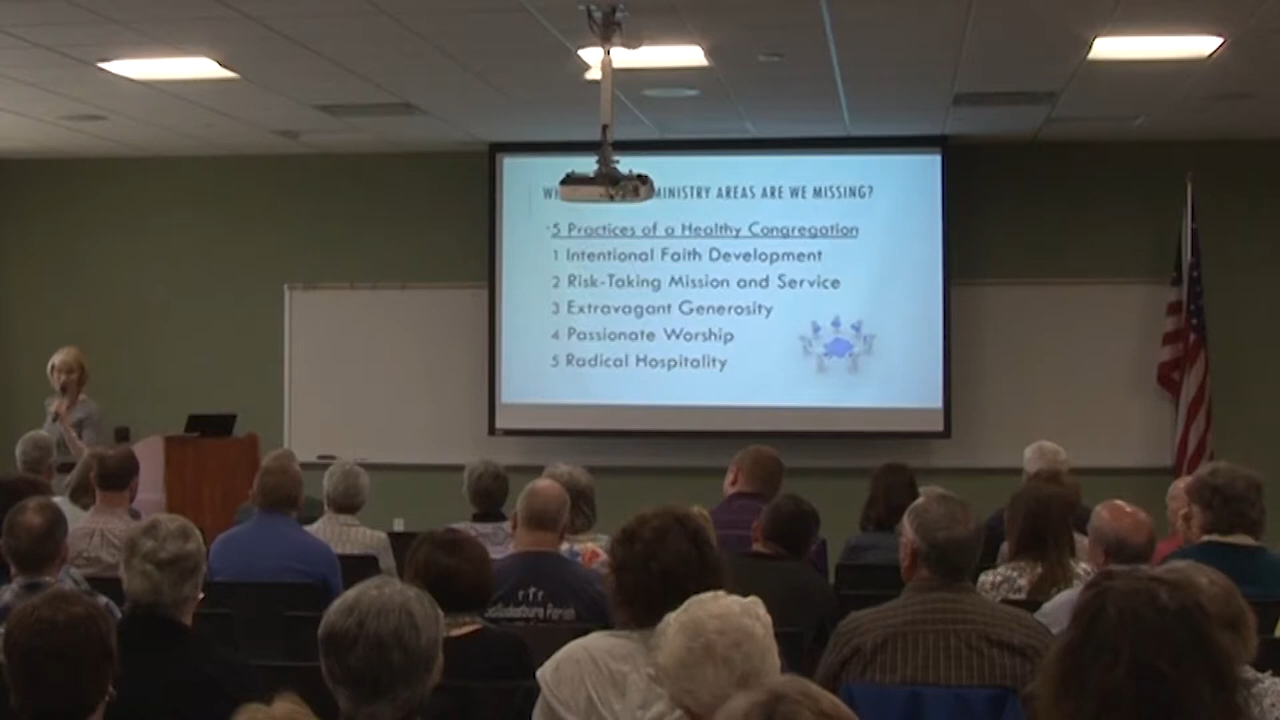 MINISTRY AREAS ARE WE MISSING?
5 Practices of a Healthy Congregation
1 Intentional Faith Development
2 Risk-Taking Mission and Service
3 Extravagant Generosity
4 Passionate Worship
5 Radical Hospitality
Parish